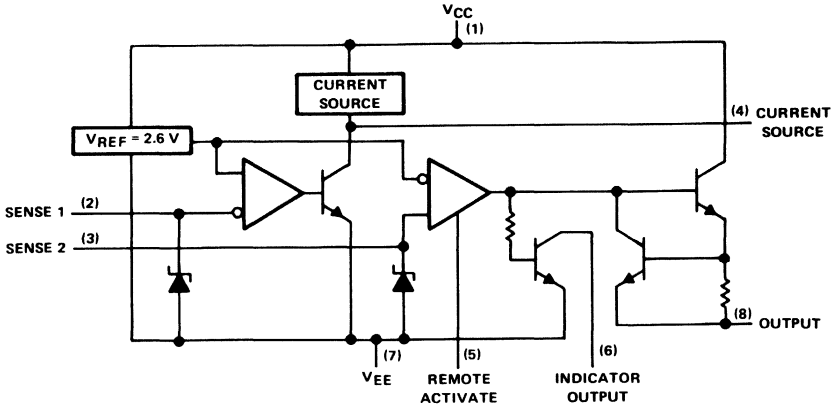 VCC
(1)
CURRENT
SOURCE
(4) CURRENT
SOURCE
VREF = 2.6 V
SENSE 1 (2)
SENSE 2 (3)
(8) OUTPUT
(7)
VEE
(5)
REMOTE
ACTIVATE
(6)
INDICATOR
OUTPUT